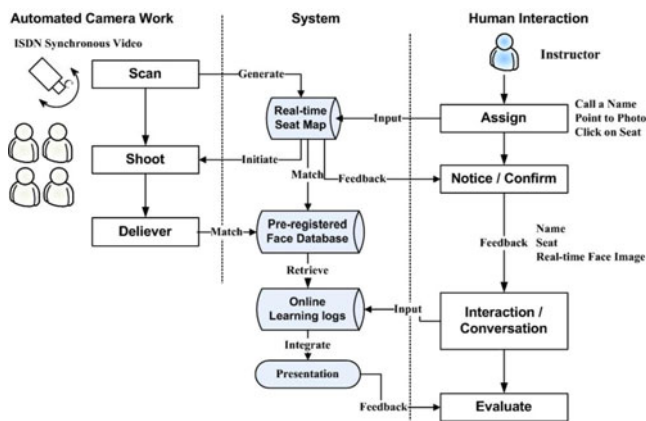 Automated Camera Work
System
Human Interaction
ISDN Synchronous Video
Instructor
Scan
Generate
Real-time
Seat Map
Input
Assign
Call a Name
Point to Photo
Click on Seat
Shoot
Initiate
Match
Feedback
Notice / Confirm
Deliever
Match
Pre-registered
Face Database
Feedback
Name
Seat
Real-time Face Image
Retrieve
Online
Learning logs
Input
Interaction /
Conversation
Integrate
Presentation
Feedback
Evaluate